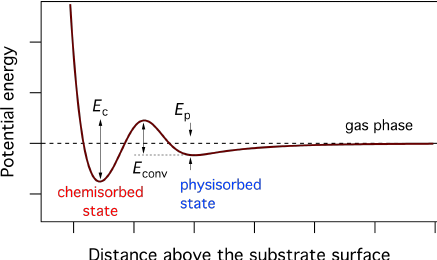 Potential energy
E_c
E_p
gas phase
E_conv
chemisorbed
state
physisorbed
state
Distance above the substrate surface